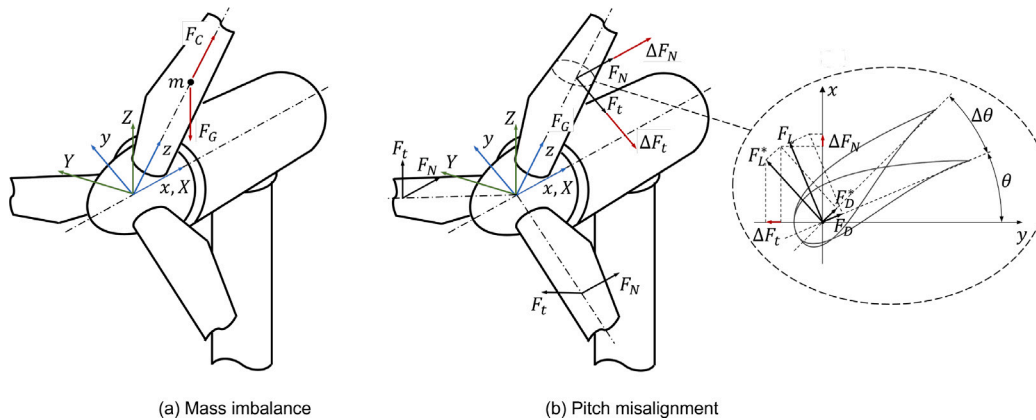 F_C
m
F_G
Z
y
Y
z
x, X
(a) Mass imbalance
ΔF_N
F_N
F_t
F_G
ΔF_t
Z
y
F_t
F_N
Y
z
x, X
F_N
F_t
(b) Pitch misalignment
x
Δθ
F_L
ΔF_N
F_L^*
F_D^*
θ
F_D
ΔF_t
y